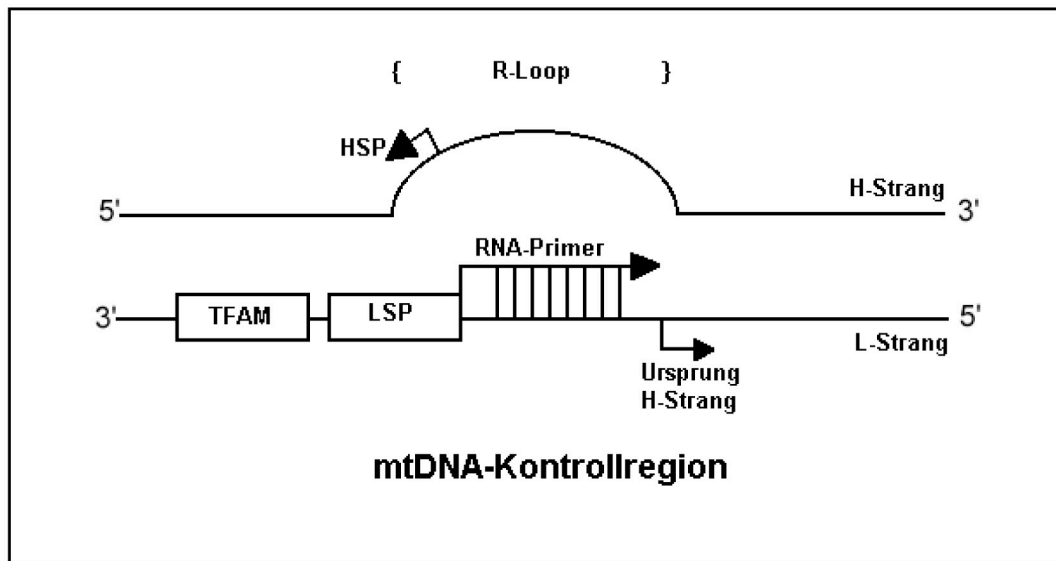 { R-Loop }
HSP
H-Strang
5' 3'
RNA-Primer
3' TFAM LSP 5'
L-Strang
Ursprung
H-Strang
mtDNA-Kontrollregion